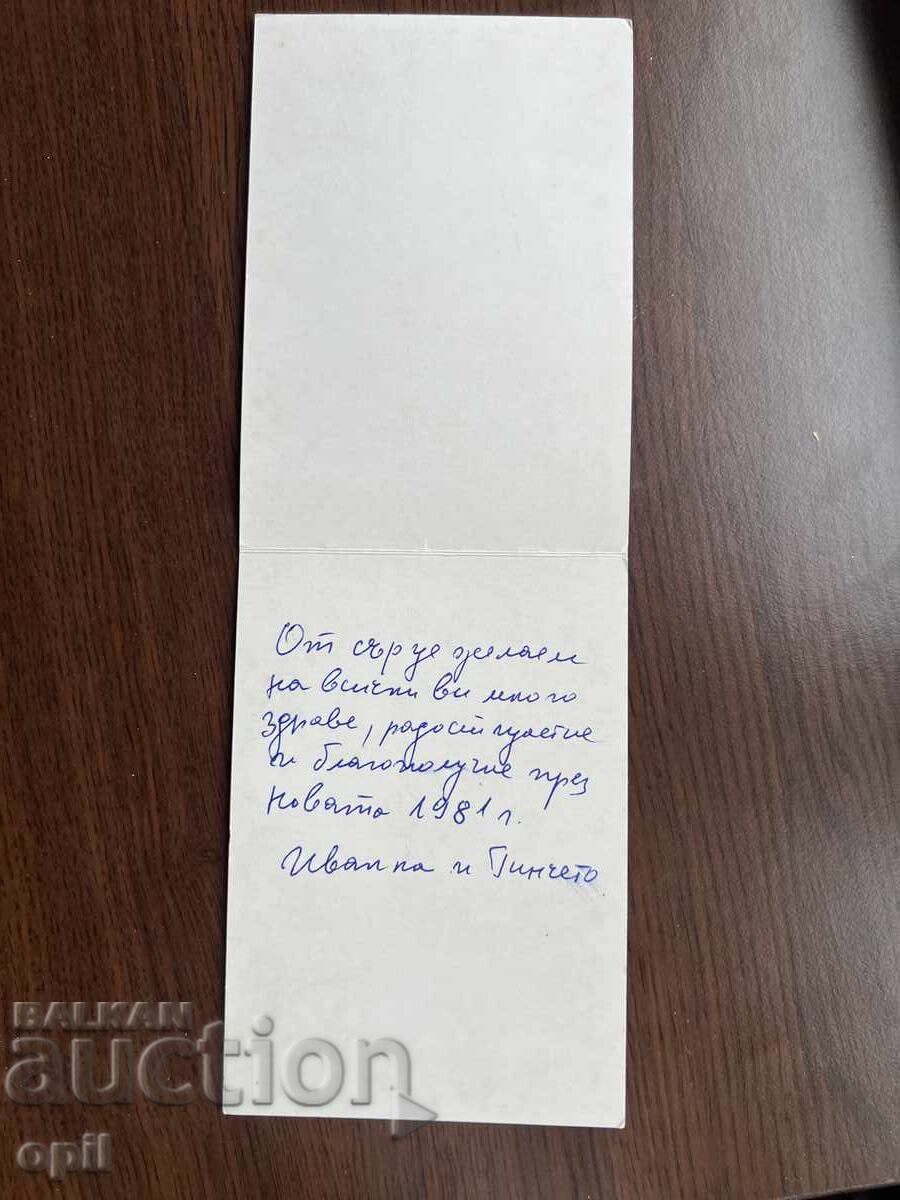 От сърце желаем
на всички ви много
здраве, радост щастие
и благополучие през
Новата 1981 г.
Иванка и Гинчето
BALKAN
auction
opil